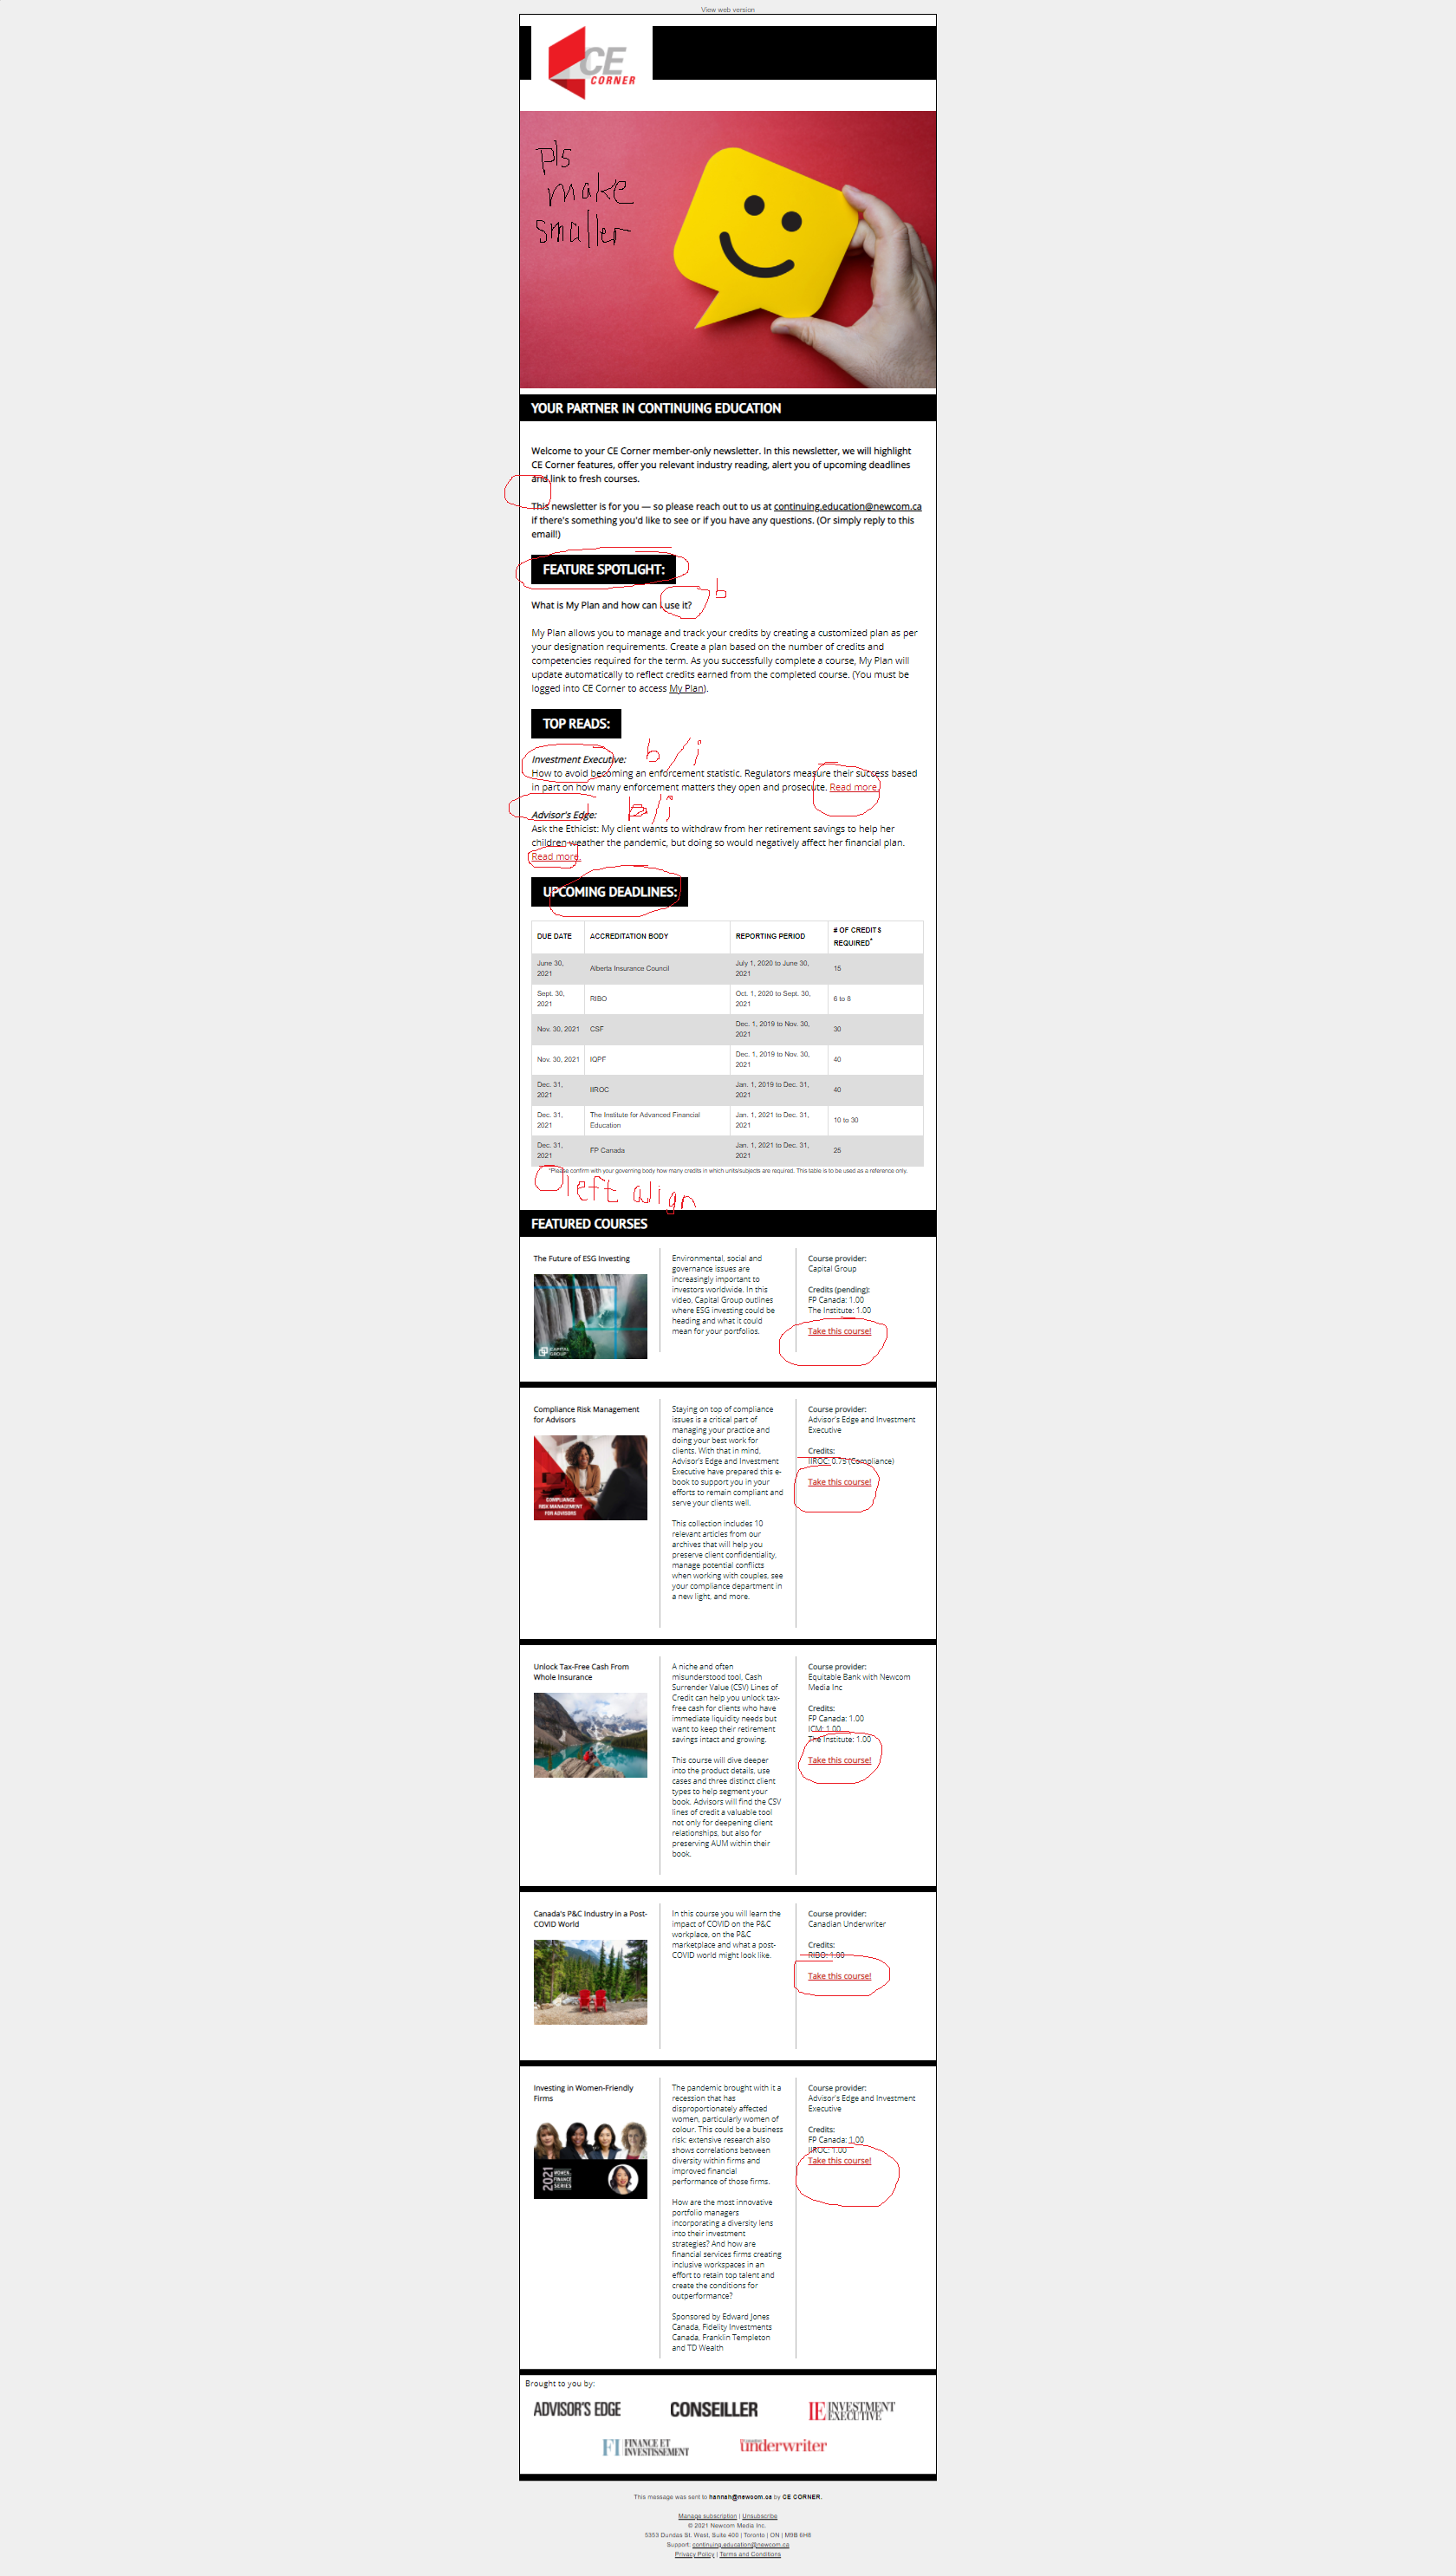 View web version
CE
CORNER
pls
make
smaller
YOUR PARTNER IN CONTINUING EDUCATION
Welcome to your CE Corner member-only newsletter. In this newsletter, we will highlight
CE Corner features, offer you relevant industry reading, alert you of upcoming deadlines
and link to fresh courses.
This newsletter is for you — so please reach out to us at continuing.education@newcom.ca
if there's something you'd like to see or if you have any questions. (Or simply reply to this
email!)
FEATURE SPOTLIGHT:
b
What is My Plan and how can I use it?
My Plan allows you to manage and track your credits by creating a customized plan as per
your designation requirements. Create a plan based on the number of credits and
competencies required for the term. As you successfully complete a course, My Plan will
update automatically to reflect credits earned from the completed course. (You must be
logged into CE Corner to access My Plan).
TOP READS:
Investment Executive: b/i
How to avoid becoming an enforcement statistic. Regulators measure their success based
in part on how many enforcement matters they open and prosecute. Read more.
Advisor's Edge: b/i
Ask the Ethicist: My client wants to withdraw from her retirement savings to help her
children weather the pandemic, but doing so would negatively affect her financial plan.
Read more.
UPCOMING DEADLINES:
DUE DATE ACCREDITATION BODY REPORTING PERIOD # OF CREDITS REQUIRED*
June 30, 2021 Alberta Insurance Council July 1, 2020 to June 30, 2021 15
Sept. 30, 2021 RIBO Oct. 1, 2020 to Sept. 30, 2021 6 to 8
Nov. 30, 2021 CSF Dec. 1, 2019 to Nov. 30, 2021 30
Nov. 30, 2021 IQPF Dec. 1, 2019 to Nov. 30, 2021 40
Dec. 31, 2021 IIROC Jan. 1, 2019 to Dec. 31, 2021 40
Dec. 31, 2021 The Institute for Advanced Financial Education Jan. 1, 2021 to Dec. 31, 2021 10 to 30
Dec. 31, 2021 FP Canada Jan. 1, 2021 to Dec. 31, 2021 25
*Please confirm with your governing body how many credits in which units/subjects are required. This table is to be used as a reference only.
left align
FEATURED COURSES
The Future of ESG Investing
CAPITAL
GROUP
Environmental, social and
governance issues are
increasingly important to
investors worldwide. In this
video, Capital Group outlines
where ESG investing could be
heading and what it could
mean for your portfolios.
Course provider:
Capital Group
Credits (pending):
FP Canada: 1.00
The Institute: 1.00
Take this course!
Compliance Risk Management
for Advisors
COMPLIANCE
RISK MANAGEMENT
FOR ADVISORS
Staying on top of compliance
issues is a critical part of
managing your practice and
doing your best work for
clients. With that in mind,
Advisor's Edge and Investment
Executive have prepared this e-
book to support you in your
efforts to remain compliant and
serve your clients well.
This collection includes 10
relevant articles from our
archives that will help you
preserve client confidentiality,
manage potential conflicts
when working with couples, see
your compliance department in
a new light, and more.
Course provider:
Advisor's Edge and Investment
Executive
Credits:
IIROC: 0.75 (Compliance)
Take this course!
Unlock Tax-Free Cash From
Whole Insurance
A niche and often
misunderstood tool, Cash
Surrender Value (CSV) Lines of
Credit can help you unlock tax-
free cash for clients who have
immediate liquidity needs but
want to keep their retirement
savings intact and growing.
This course will dive deeper
into the product details, use
cases and three distinct client
types to help segment your
book. Advisors will find the CSV
lines of credit a valuable tool
not only for deepening client
relationships, but also for
preserving AUM within their
book.
Course provider:
Equitable Bank with Newcom
Media Inc
Credits:
FP Canada: 1.00
ICM: 1.00
The Institute: 1.00
Take this course!
Canada's P&C Industry in a Post-
COVID World
In this course you will learn the
impact of COVID on the P&C
workplace, on the P&C
marketplace and what a post-
COVID world might look like.
Course provider:
Canadian Underwriter
Credits:
RIBO: 1.00
Take this course!
Investing in Women-Friendly
Firms
2021
WOMEN
FINANCE
SERIES
The pandemic brought with it a
recession that has
disproportionately affected
women, particularly women of
colour. This could be a business
risk: extensive research also
shows correlations between
diversity within firms and
improved financial
performance of those firms.
How are the most innovative
portfolio managers
incorporating a diversity lens
into their investment
strategies? And how are
financial services firms creating
inclusive workspaces in an
effort to retain top talent and
create the conditions for
outperformance?
Sponsored by Edward Jones
Canada, Fidelity Investments
Canada, Franklin Templeton
and TD Wealth
Course provider:
Advisor's Edge and Investment
Executive
Credits:
FP Canada: 1.00
IIROC: 1.00
Take this course!
Brought to you by:
ADVISOR'S EDGE CONSEILLER IE INVESTMENT EXECUTIVE
FI FINANCE ET INVESTISSEMENT underwriter
This message was sent to hannah@newcom.ca by CE CORNER.
Manage subscription | Unsubscribe
© 2021 Newcom Media Inc.
5353 Dundas St. West, Suite 400 | Toronto | ON | M9B 6H8
Support: continuing.education@newcom.ca
Privacy Policy | Terms and Conditions